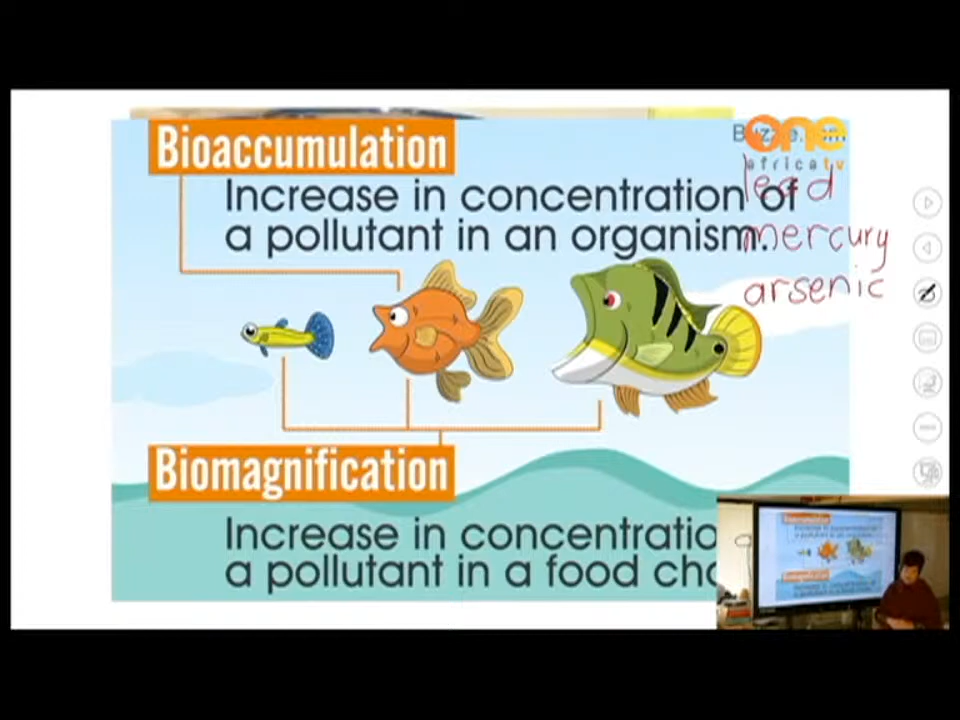 Bioaccumulation
one
africa tv
Increase in concentration of
a pollutant in an organism.
lead
mercury
arsenic
Biomagnification
Increase in concentratio
a pollutant in a food cha